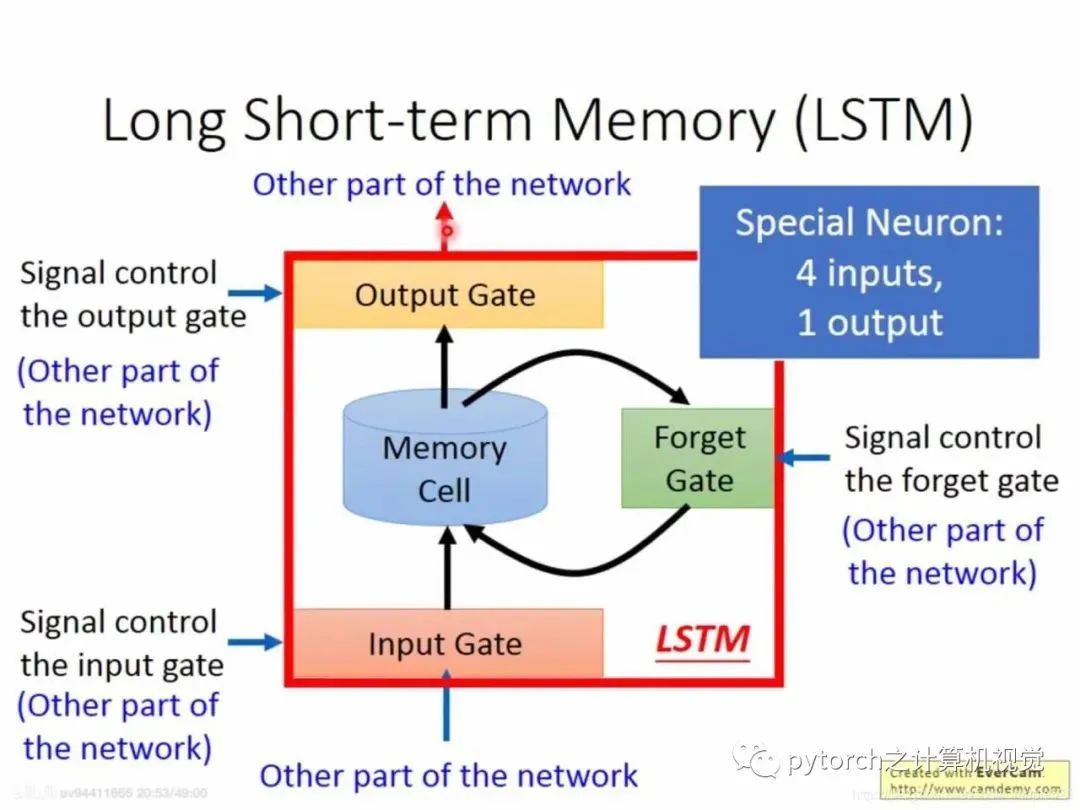 Long Short-term Memory (LSTM)
Other part of the network
Special Neuron:
4 inputs,
1 output
Signal control
the output gate
(Other part of
the network)
Output Gate
Memory
Cell
Forget
Gate
Signal control
the forget gate
(Other part of
the network)
Signal control
the input gate
(Other part of
the network)
Input Gate
LSTM
Other part of the network
pytorch之计算机视觉
Created with EverCam.
http://www.camdemy.com
av94411665 20:53/49:00